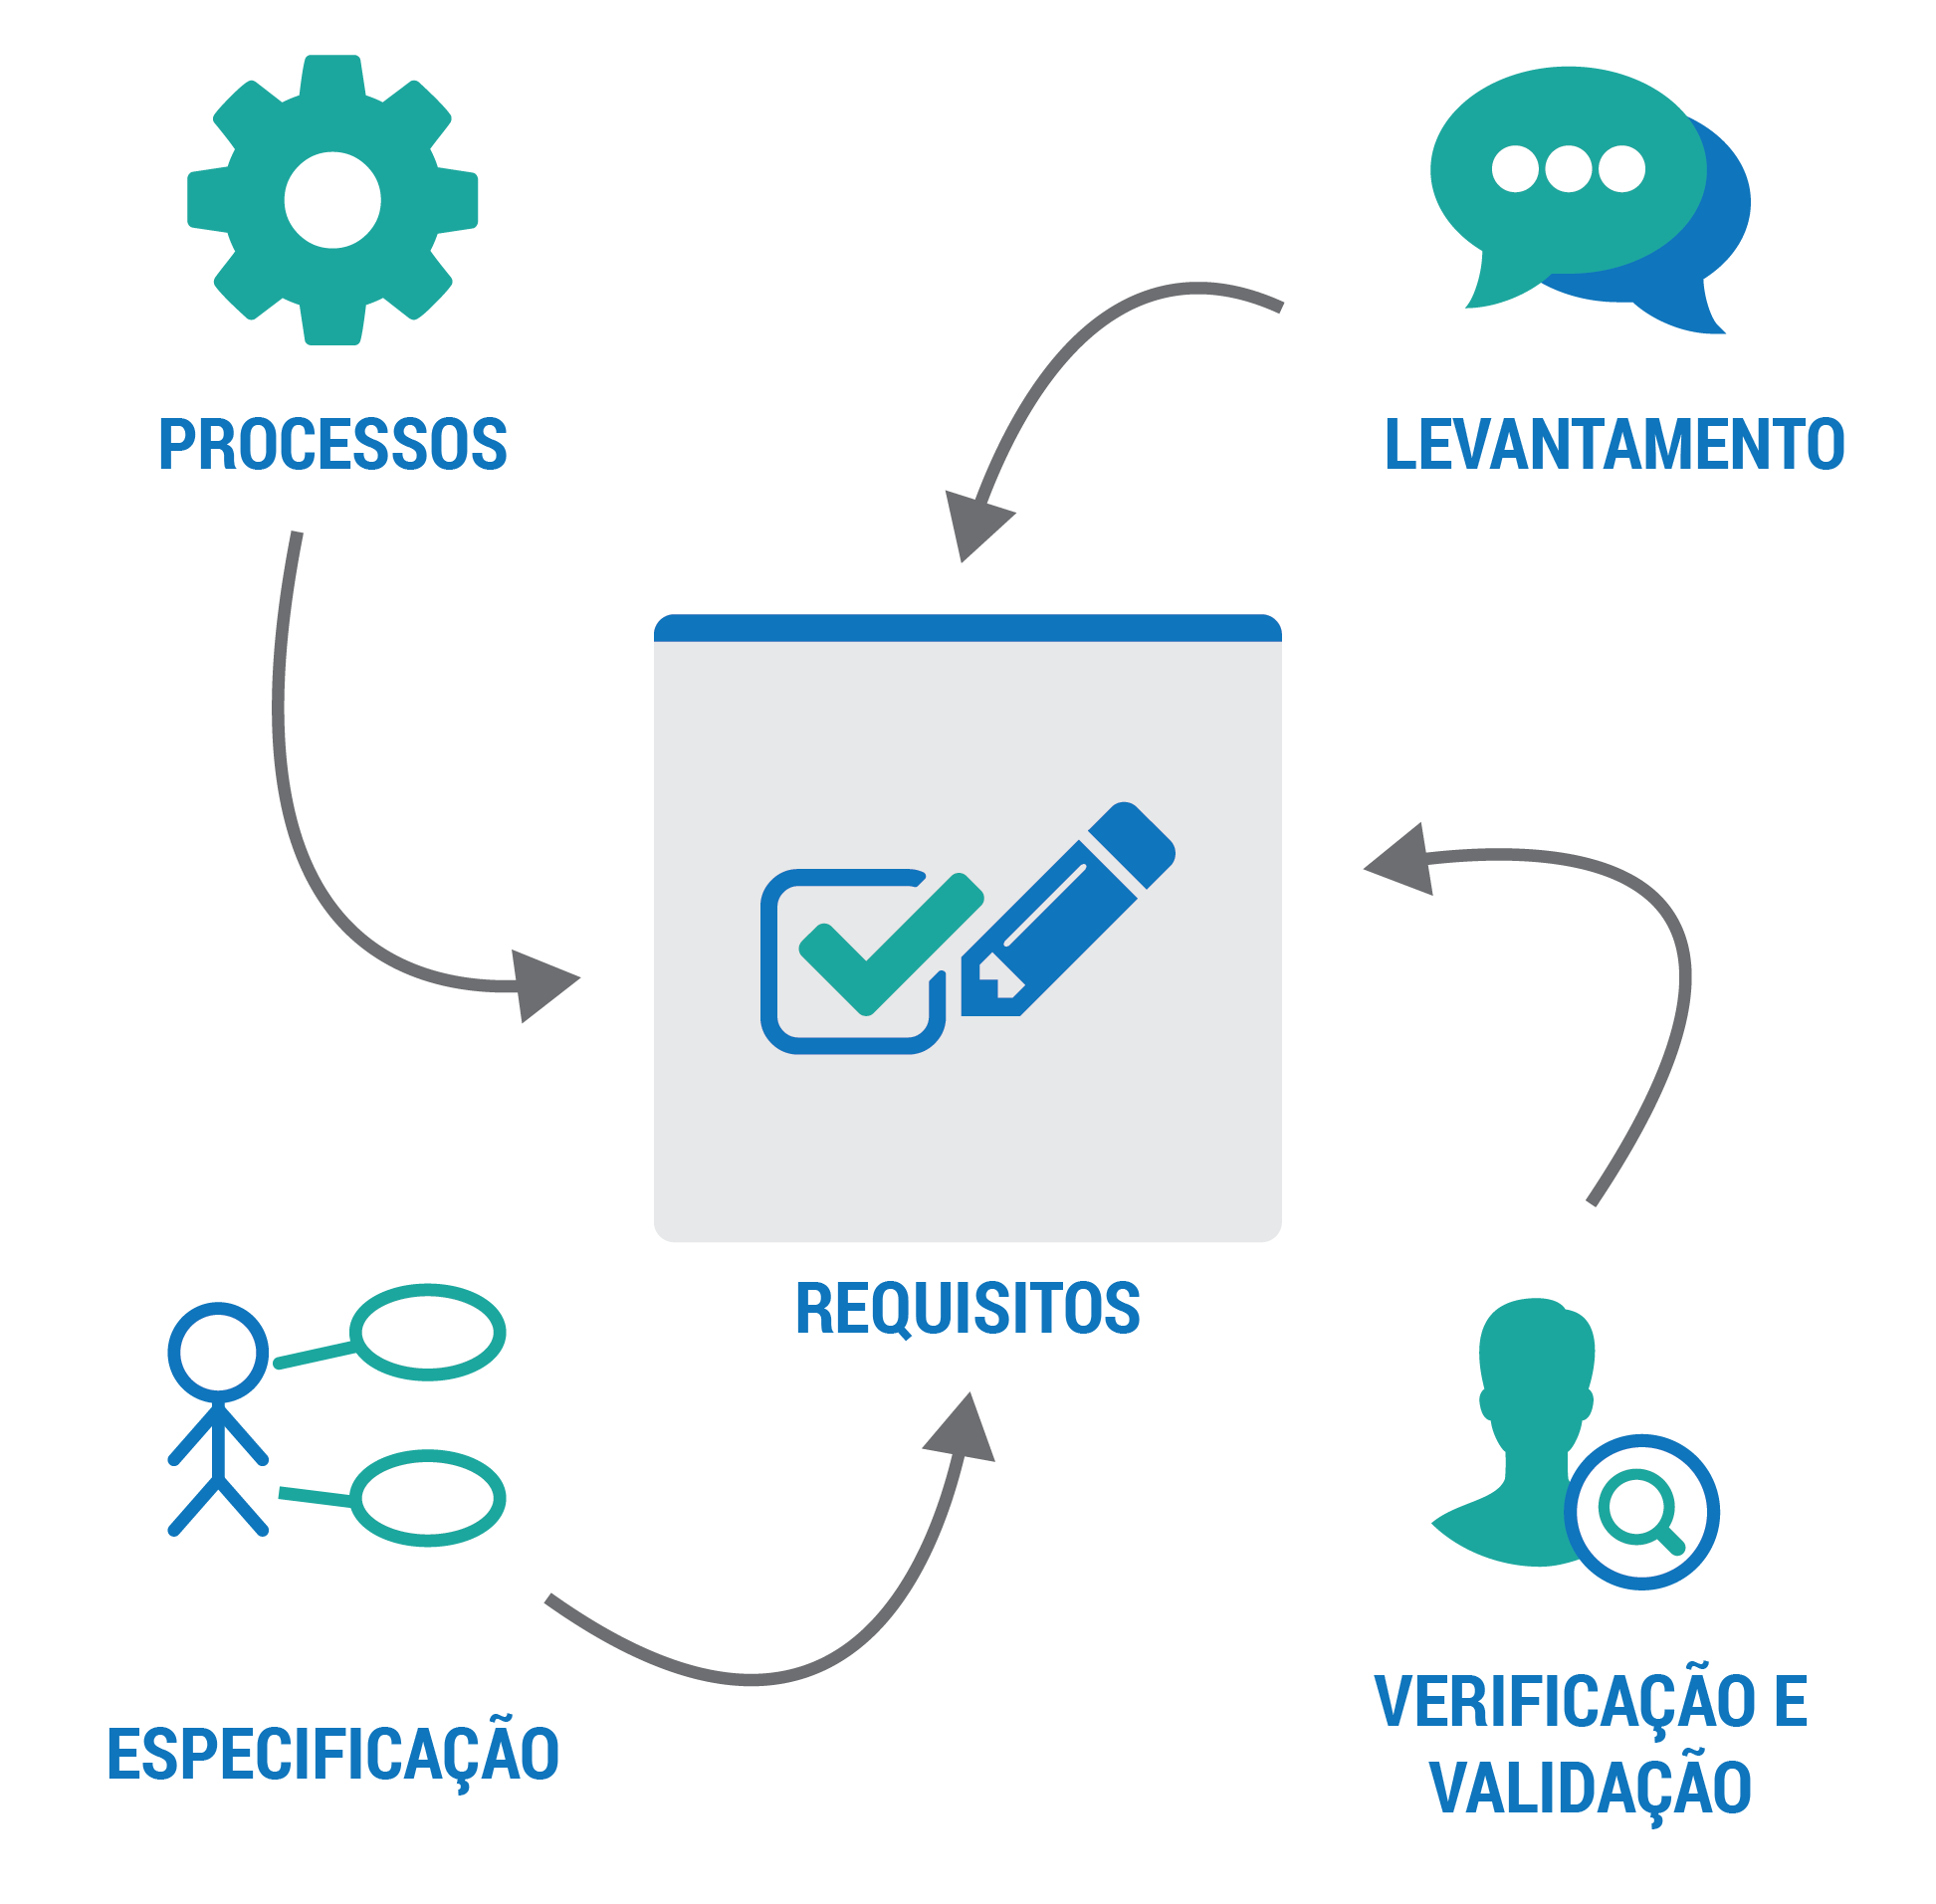 PROCESSOS
LEVANTAMENTO
REQUISITOS
ESPECIFICAÇÃO
VERIFICAÇÃO E
VALIDAÇÃO